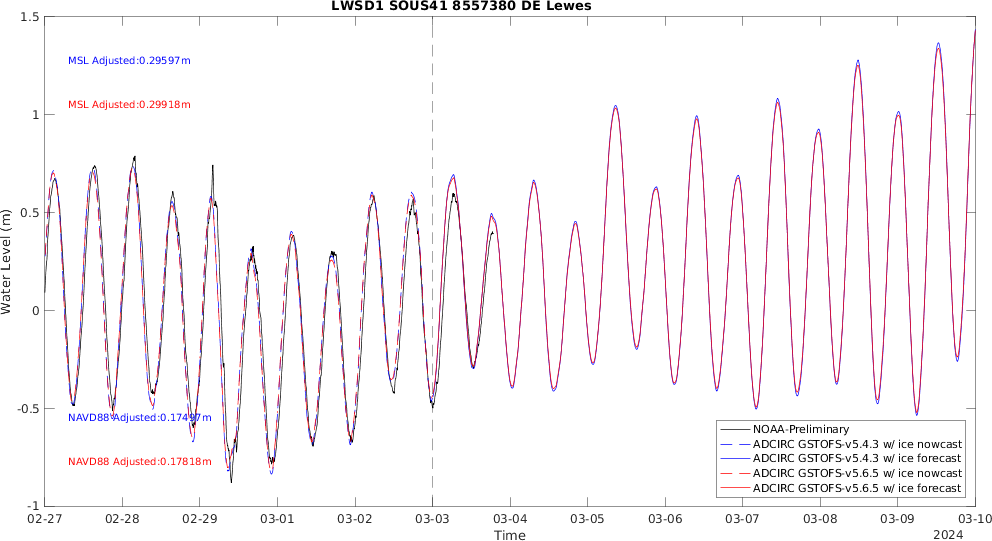 LWSD1 SOUS41 8557380 DE Lewes
1.5
MSL Adjusted:0.29597m
MSL Adjusted:0.29918m
1
0.5
Water Level (m)
0
-0.5
NAVD88 Adjusted:0.17497m
NAVD88 Adjusted:0.17818m
-1
NOAA-Preliminary
ADCIRC GSTOFS-v5.4.3 w/ ice nowcast
ADCIRC GSTOFS-v5.4.3 w/ ice forecast
ADCIRC GSTOFS-v5.6.5 w/ ice nowcast
ADCIRC GSTOFS-v5.6.5 w/ ice forecast
02-27 02-28 02-29 03-01 03-02 03-03 03-04 03-05 03-06 03-07 03-08 03-09 03-10
Time
2024